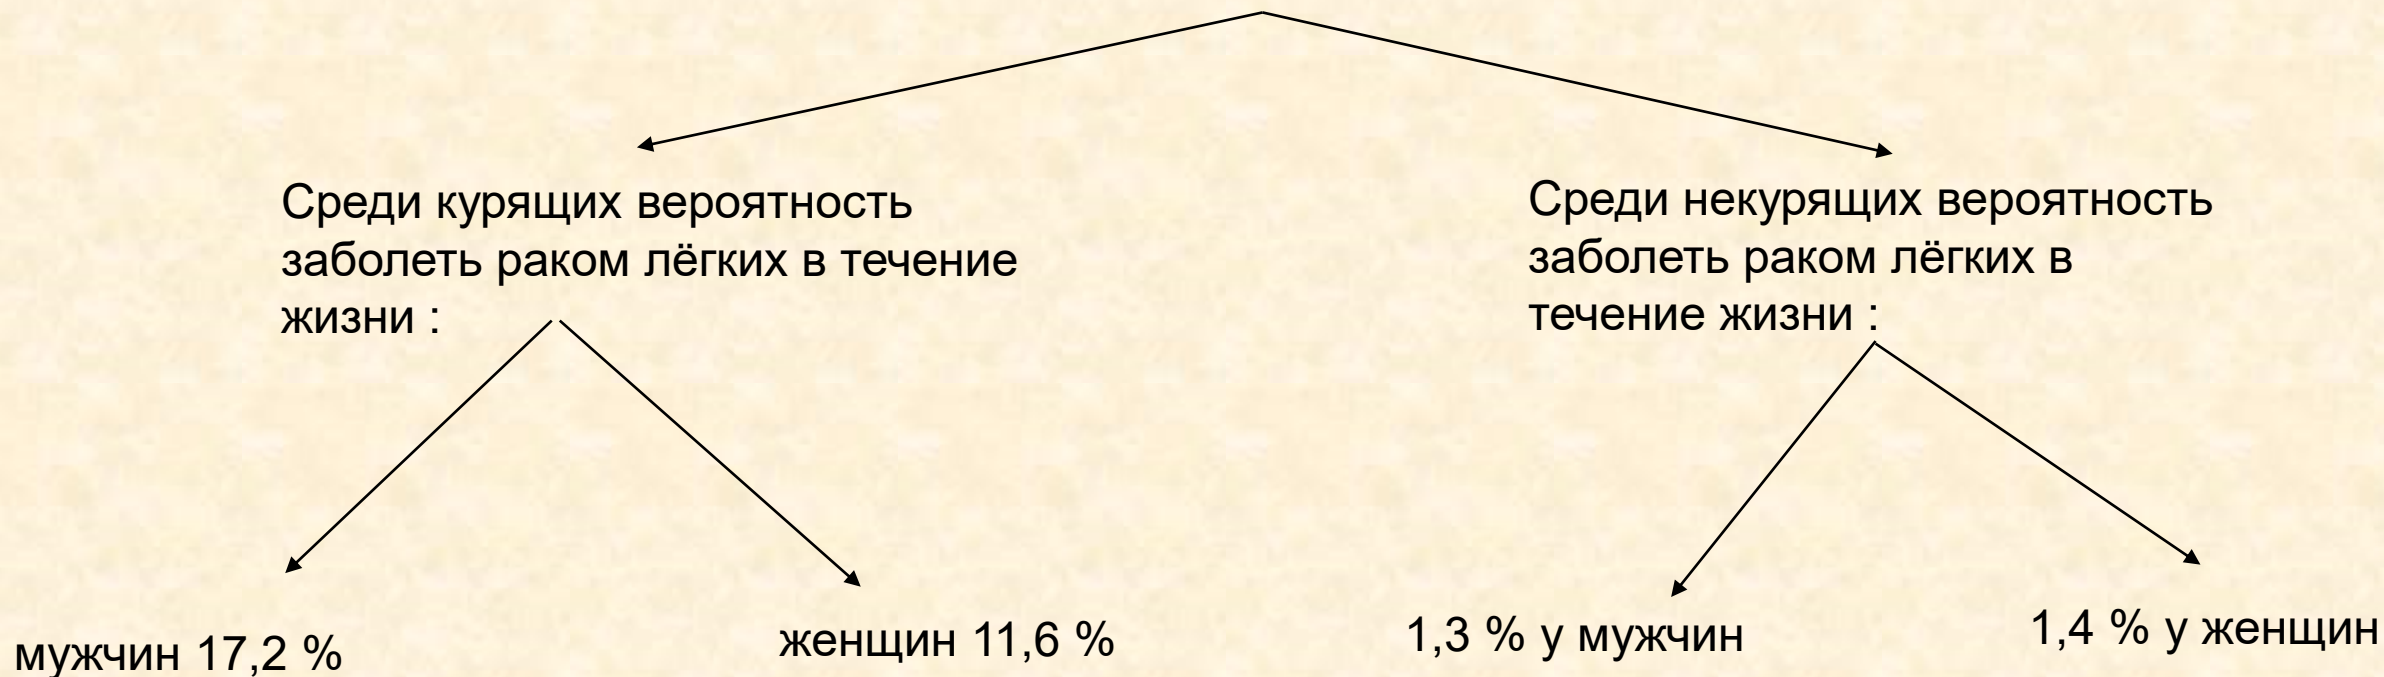 Среди курящих вероятность
заболеть раком лёгких в течение
жизни :
Среди некурящих вероятность
заболеть раком лёгких в
течение жизни :
мужчин 17,2 %
женщин 11,6 %
1,3 % у мужчин
1,4 % у женщин